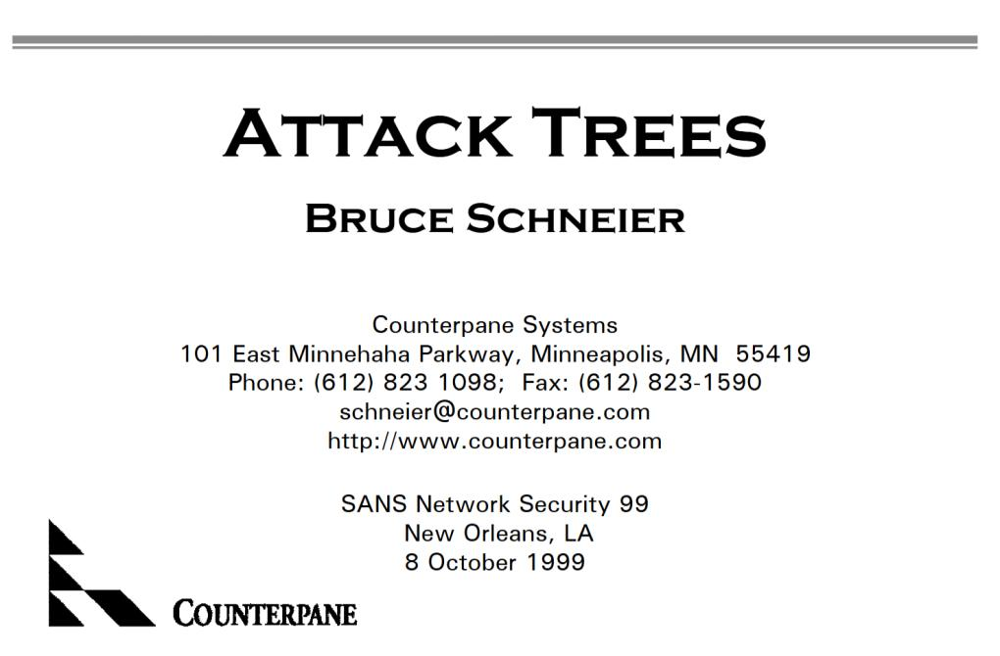 ATTACK TREES
BRUCE SCHNEIER
Counterpane Systems
101 East Minnehaha Parkway, Minneapolis, MN  55419
Phone: (612) 823 1098;  Fax: (612) 823-1590
schneier@counterpane.com
http://www.counterpane.com
SANS Network Security 99
New Orleans, LA
8 October 1999
COUNTERPANE